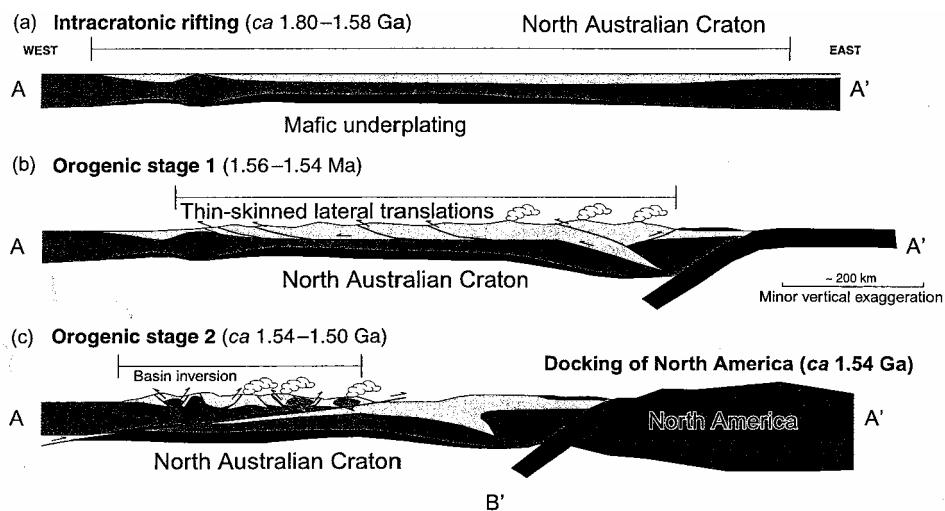 (a) Intracratonic rifting (ca 1.80–1.58 Ga)
North Australian Craton
WEST
EAST
A
A'
Mafic underplating
(b) Orogenic stage 1 (1.56–1.54 Ma)
Thin-skinned lateral translations
A
A'
North Australian Craton
~ 200 km
Minor vertical exaggeration
(c) Orogenic stage 2 (ca 1.54–1.50 Ga)
Docking of North America (ca 1.54 Ga)
Basin inversion
A
North America
A'
North Australian Craton
B'